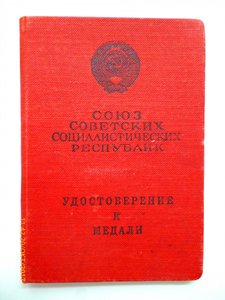 СОЮЗ
СОВЕТСКИХ
СОЦИАЛИСТИЧЕСКИХ
РЕСПУБЛИК
УДОСТОВЕРЕНИЕ
К
МЕДАЛИ